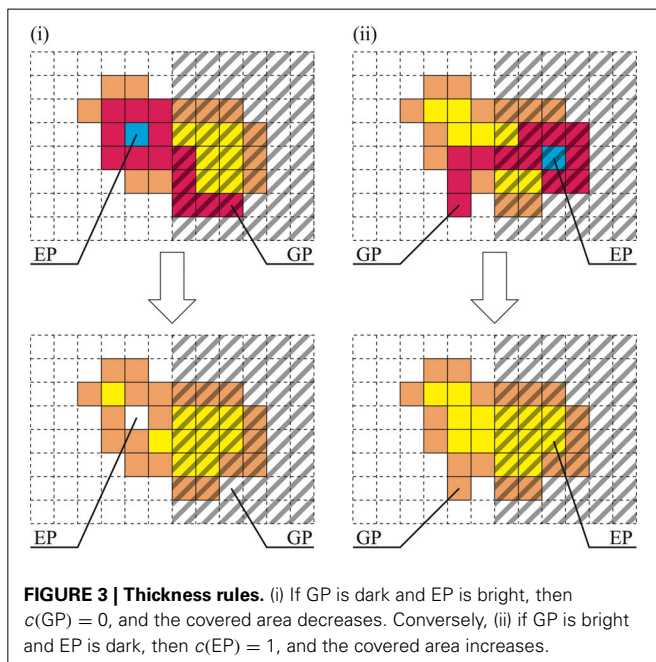 (i)
(ii)
EP
GP
GP
EP
EP
GP
GP
EP
FIGURE 3 | Thickness rules. (i) If GP is dark and EP is bright, then
c(GP) = 0, and the covered area decreases. Conversely, (ii) if GP is bright
and EP is dark, then c(EP) = 1, and the covered area increases.